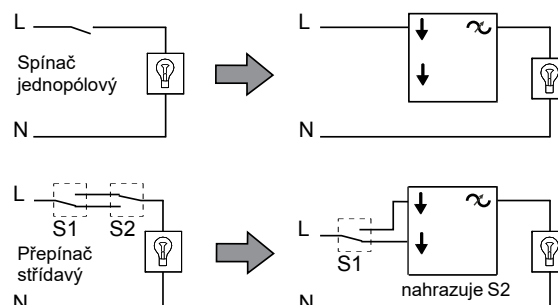 L
Spínač
jednopólový
N
L
N
L
S1 S2
Přepínač
střídavý
N
L
S1
nahrazuje S2
N